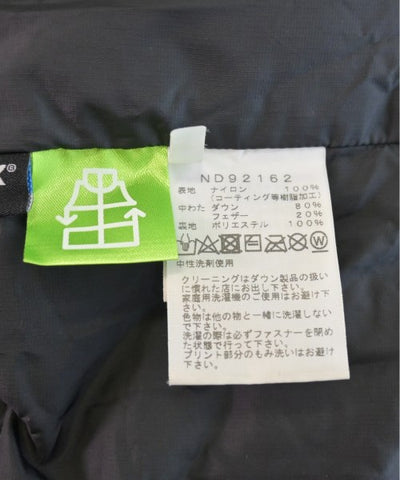 X®
ND92162
表地 ナイロン 100%
(コーティング等樹脂加工)
中わた ダウン 80%
フェザー 20%
裏地 ポリエステル 100%
中性洗剤使用
クリーニングはダウン製品の扱い
に慣れた店にお出し下さい。
家庭用洗濯機のご使用はお避け
下さい。
色物は他の物と一緒に洗濯しない
で下さい。
洗濯の際は必ずファスナーを閉め
た状態で行って下さい。
プリント部分のもみ洗いはお避け
下さい。